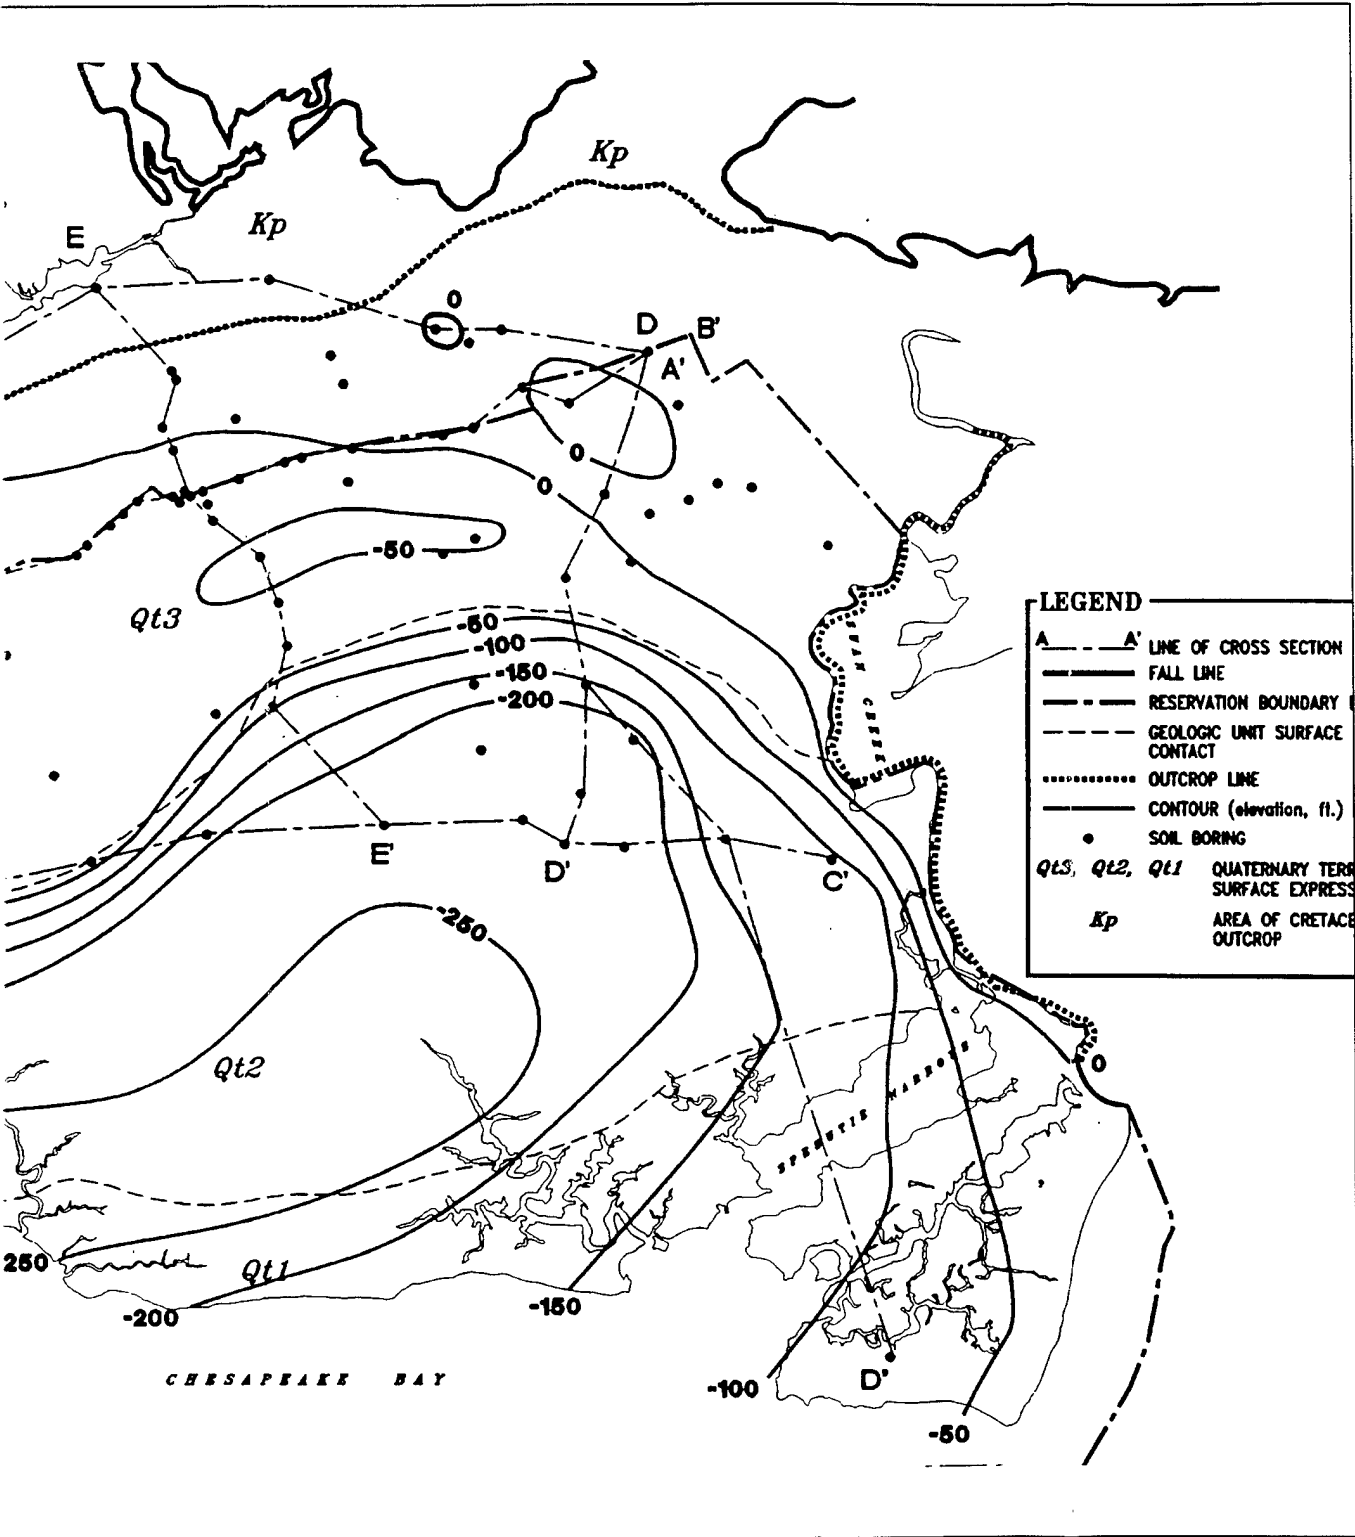 Kp
Kp
E
0
D
B'
A'
0
0
-50
Qt3
-50
-100
-150
-200
SWAN CREEK
E'
D'
C'
-250
Qt2
0
SPESUTIE NARROWS
250
Qt1
-200
-150
CHESAPEAKE BAY
-100
D'
-50
LEGEND
A A' LINE OF CROSS SECTION
FALL LINE
RESERVATION BOUNDARY
GEOLOGIC UNIT SURFACE
CONTACT
OUTCROP LINE
CONTOUR (elevation, ft.)
SOIL BORING
Qt3, Qt2, Qt1 QUATERNARY TERR
SURFACE EXPRESS
Kp AREA OF CRETACE
OUTCROP